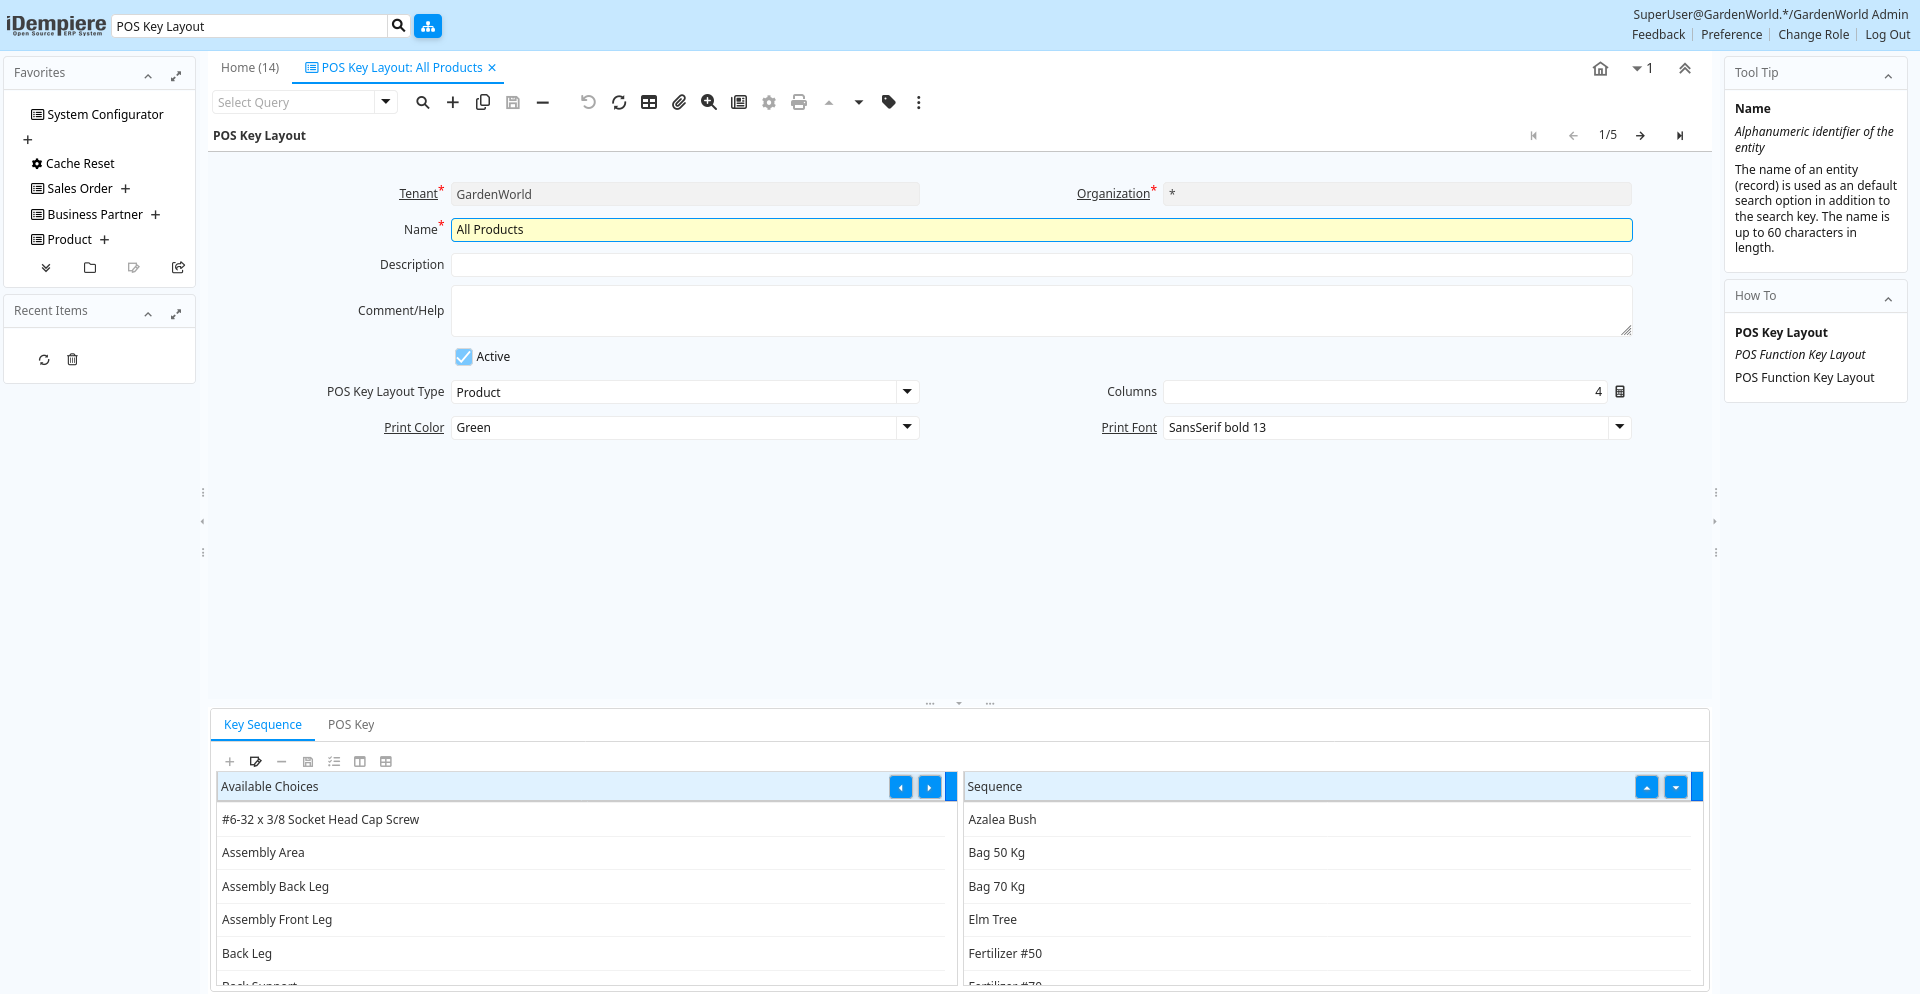 iDempiere
Open Source ERP System
POS Key Layout
SuperUser@GardenWorld.*/GardenWorld Admin
Feedback
Preference
Change Role
Log Out
Favorites
System Configurator
Cache Reset
Sales Order
Business Partner
Product
Recent Items
Home (14)
POS Key Layout: All Products
1
Select Query
POS Key Layout
1/5
Tenant*
GardenWorld
Organization*
*
Name*
All Products
Description
Comment/Help
Active
POS Key Layout Type
Product
Columns
4
Print Color
Green
Print Font
SansSerif bold 13
Key Sequence
POS Key
Available Choices
#6-32 x 3/8 Socket Head Cap Screw
Assembly Area
Assembly Back Leg
Assembly Front Leg
Back Leg
Back Support
Sequence
Azalea Bush
Bag 50 Kg
Bag 70 Kg
Elm Tree
Fertilizer #50
Fertilizer #70
Tool Tip
Name
Alphanumeric identifier of the
entity
The name of an entity
(record) is used as an default
search option in addition to
the search key. The name is
up to 60 characters in
length.
How To
POS Key Layout
POS Function Key Layout
POS Function Key Layout